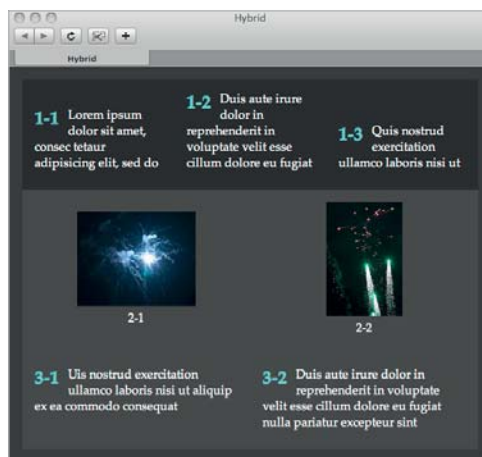 Hybrid
Hybrid
1-1 Lorem ipsum
dolor sit amet,
consec tetaur
adipisicing elit, sed do
1-2 Duis aute irure
dolor in
reprehenderit in
voluptate velit esse
cillum dolore eu fugiat
1-3 Quis nostrud
exercitation
ullamco laboris nisi ut
2-1
2-2
3-1 Uis nostrud exercitation
ullamco laboris nisi ut aliquip
ex ea commodo consequat
3-2 Duis aute irure dolor in
reprehenderit in voluptate
velit esse cillum dolore eu fugiat
nulla pariatur excepteur sint